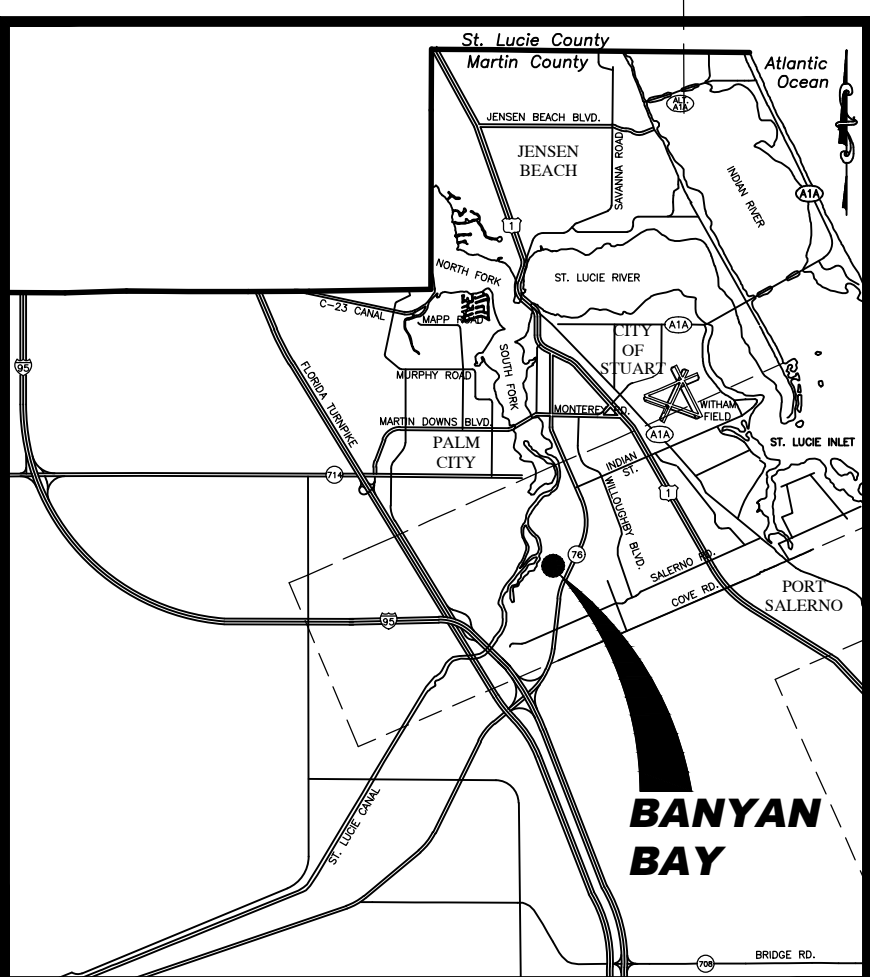 St. Lucie County
Martin County
Atlantic
Ocean
ALT.
A1A
JENSEN BEACH BLVD.
JENSEN
BEACH
SAVANNA ROAD
INDIAN RIVER
A1A
1
NORTH FORK
ST. LUCIE RIVER
C-23 CANAL
MAPP ROAD
A1A
CITY
OF
STUART
95
FLORIDA TURNPIKE
MURPHY ROAD
SOUTH FORK
WITHAM
FIELD
MARTIN DOWNS BLVD.
MONTEREY RD.
A1A
ST. LUCIE INLET
PALM
CITY
714
INDIAN
ST.
1
WILLOUGHBY BLVD.
76
SALERNO RD.
COVE RD.
PORT
SALERNO
95
ST. LUCIE CANAL
BANYAN
BAY
708
BRIDGE RD.